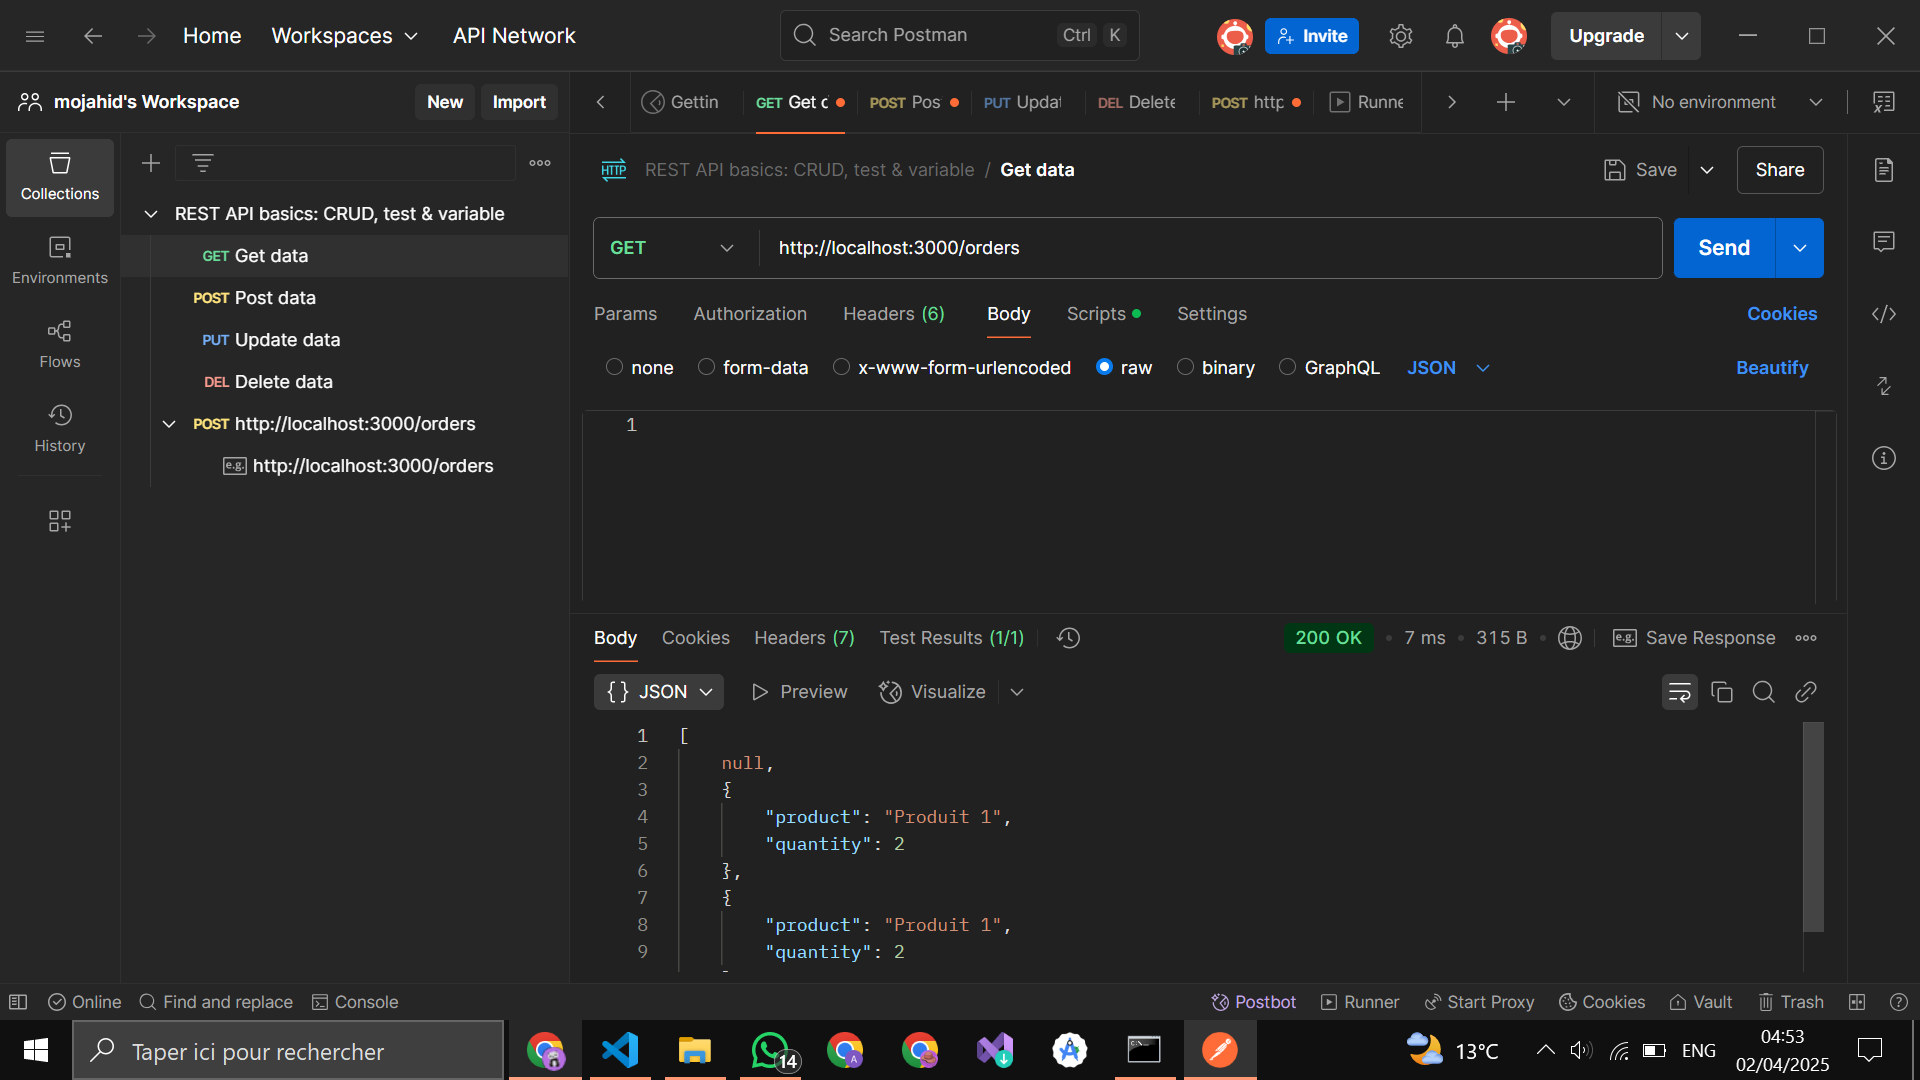 Home Workspaces API Network Search Postman Ctrl K Invite Upgrade
mojahid's Workspace New Import
Gettin GET Get c POST Pos PUT Updat DEL Delete POST http Runne No environment
Collections
Environments
Flows
History
REST API basics: CRUD, test & variable
GET Get data
POST Post data
PUT Update data
DEL Delete data
POST http://localhost:3000/orders
e.g. http://localhost:3000/orders
HTTP REST API basics: CRUD, test & variable / Get data Save Share
GET http://localhost:3000/orders Send
Params Authorization Headers (6) Body Scripts Settings Cookies
none form-data x-www-form-urlencoded raw binary GraphQL JSON Beautify
1
Body Cookies Headers (7) Test Results (1/1) 200 OK 7 ms 315 B e.g. Save Response
{} JSON Preview Visualize
1 [
2 null,
3 {
4 "product": "Produit 1",
5 "quantity": 2
6 },
7 {
8 "product": "Produit 1",
9 "quantity": 2
Online Find and replace Console Postbot Runner Start Proxy Cookies Vault Trash
Taper ici pour rechercher 14 A 13°C ENG 04:53
02/04/2025